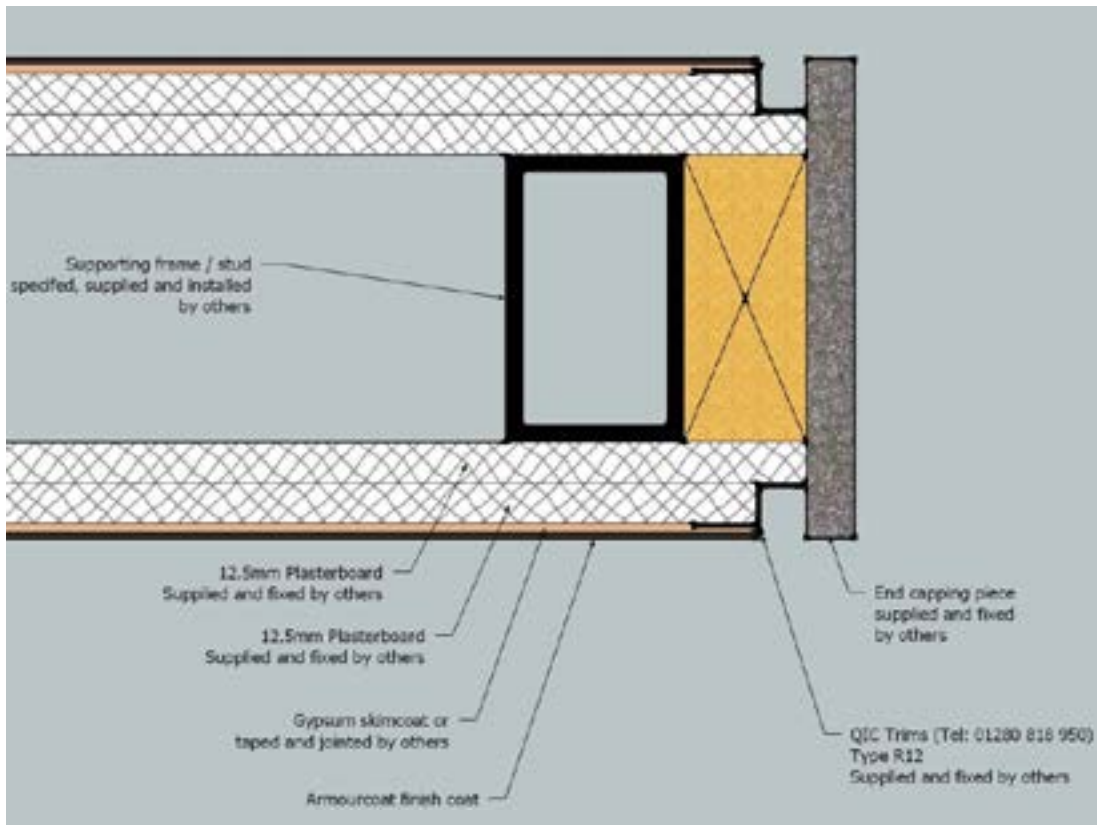 Supporting frame / stud
specifed, supplied and installed
by others
12.5mm Plasterboard
Supplied and fixed by others
12.5mm Plasterboard
Supplied and fixed by others
Gypsum skimcoat or
taped and jointed by others
Armourcoat finish coat
End capping piece
supplied and fixed
by others
QIC Trims (Tel: 01280 818 950)
Type R12
Supplied and fixed by others